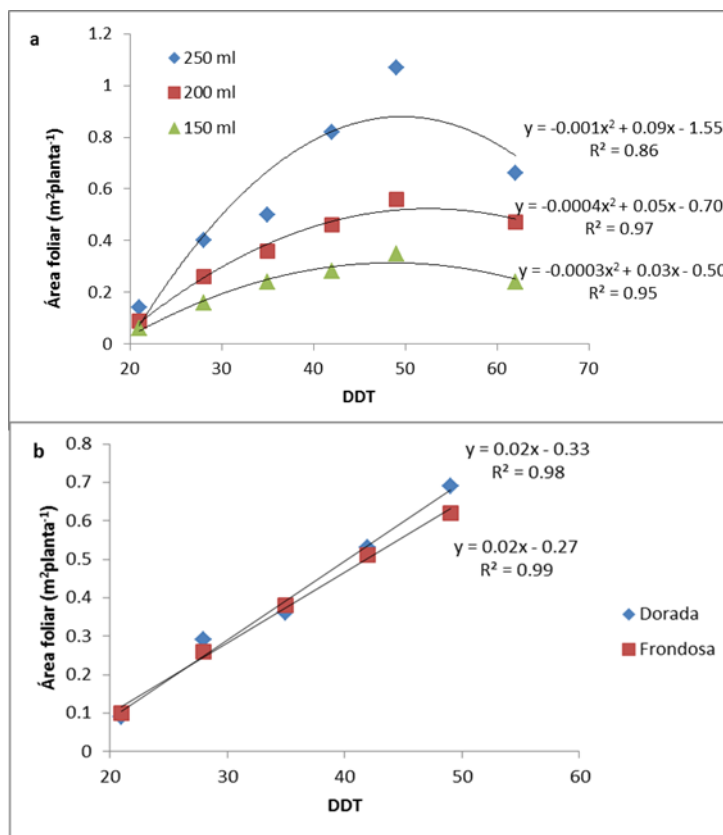 a
1.2
1
0.8
0.6
0.4
0.2
0
250 ml
200 ml
150 ml
y = -0.001x² + 0.09x - 1.55
R² = 0.86
y = -0.0004x² + 0.05x - 0.70
R² = 0.97
y = -0.0003x² + 0.03x - 0.50
R² = 0.95
Área foliar (m²planta⁻¹)
20 30 40 50 60 70
DDT
b
0.8
0.7
0.6
0.5
0.4
0.3
0.2
0.1
0
y = 0.02x - 0.33
R² = 0.98
y = 0.02x - 0.27
R² = 0.99
Dorada
Frondosa
Área foliar (m²planta⁻¹)
20 30 40 50 60
DDT